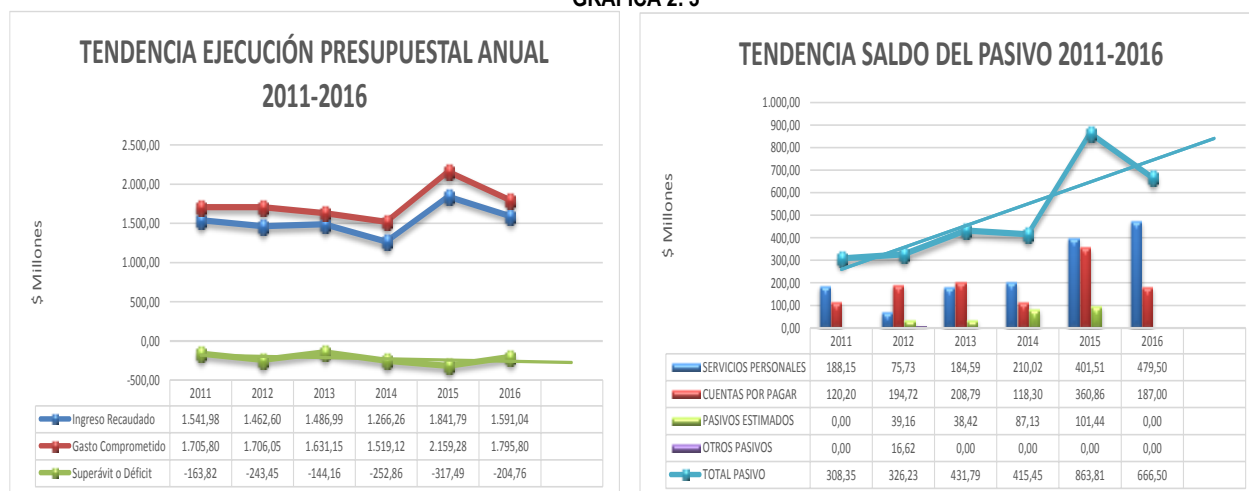 GRÁFICA 2. 5
TENDENCIA EJECUCIÓN PRESUPUESTAL ANUAL
2011-2016
$ Millones
2.500,00
2.000,00
1.500,00
1.000,00
500,00
0,00
-500,00
2011 2012 2013 2014 2015 2016
Ingreso Recaudado 1.541,98 1.462,60 1.486,99 1.266,26 1.841,79 1.591,04
Gasto Comprometido 1.705,80 1.706,05 1.631,15 1.519,12 2.159,28 1.795,80
Superávit o Déficit -163,82 -243,45 -144,16 -252,86 -317,49 -204,76
TENDENCIA SALDO DEL PASIVO 2011-2016
$ Millones
1.000,00
900,00
800,00
700,00
600,00
500,00
400,00
300,00
200,00
100,00
0,00
2011 2012 2013 2014 2015 2016
SERVICIOS PERSONALES 188,15 75,73 184,59 210,02 401,51 479,50
CUENTAS POR PAGAR 120,20 194,72 208,79 118,30 360,86 187,00
PASIVOS ESTIMADOS 0,00 39,16 38,42 87,13 101,44 0,00
OTROS PASIVOS 0,00 16,62 0,00 0,00 0,00 0,00
TOTAL PASIVO 308,35 326,23 431,79 415,45 863,81 666,50